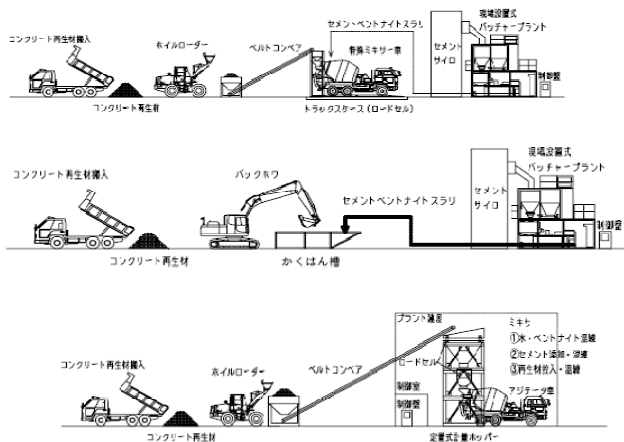 コンクリート再生材搬入
ホイルローダー
ベルトコンベア
セメント・ベントナイトスラリ
特殊ミキサー車
セメント
サイロ
現場設置式
バッチャープラント
制御盤
コンクリート再生材
トラックスケース(ロードセル)
コンクリート再生材搬入
バックホウ
セメントベントナイトスラリ
セメント
サイロ
現場設置式
バッチャープラント
制御盤
コンクリート再生材
かくはん槽
コンクリート再生材搬入
ホイルローダー
ベルトコンベア
プラント建屋
ロードセル
制御室
制御盤
ミキサ
①水・ベントナイト混練
②セメント添加・混練
③再生材投入・混練
アジテータ車
コンクリート再生材
定置式計量ホッパー